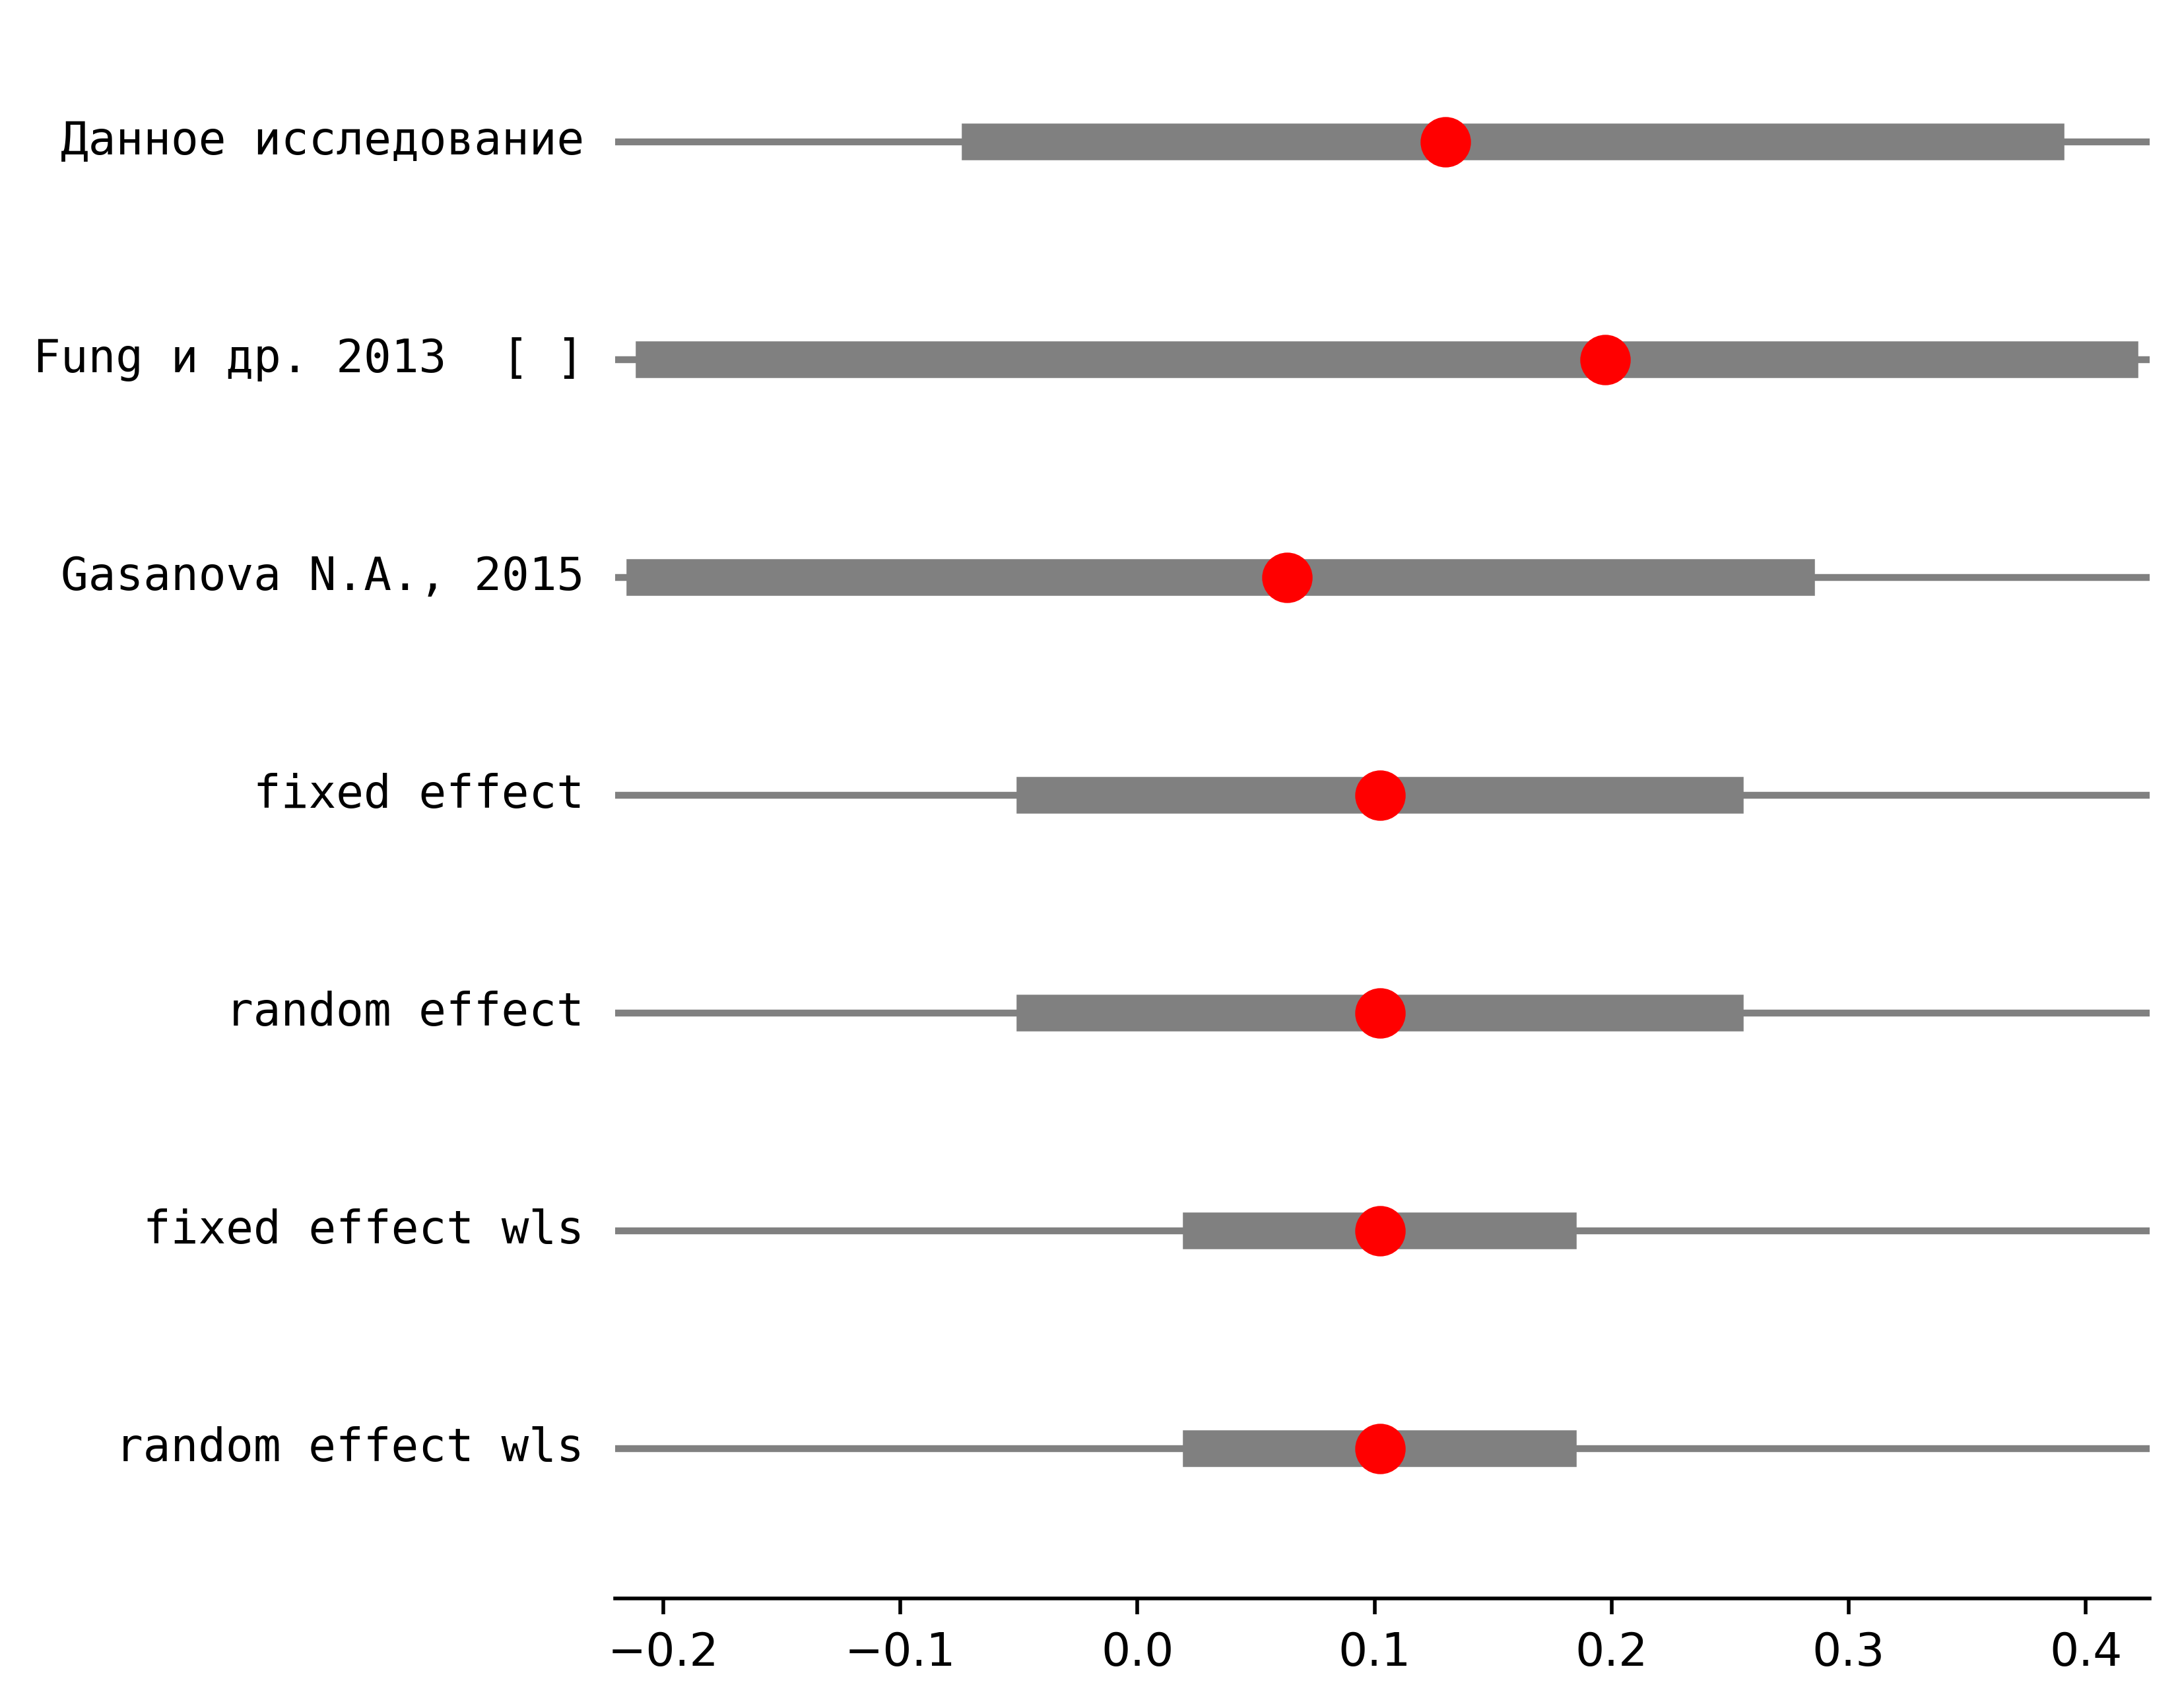 Данное исследование
Fung и др. 2013  [ ]
Gasanova N.A., 2015
fixed effect
random effect
fixed effect wls
random effect wls
−0.2 −0.1 0.0 0.1 0.2 0.3 0.4